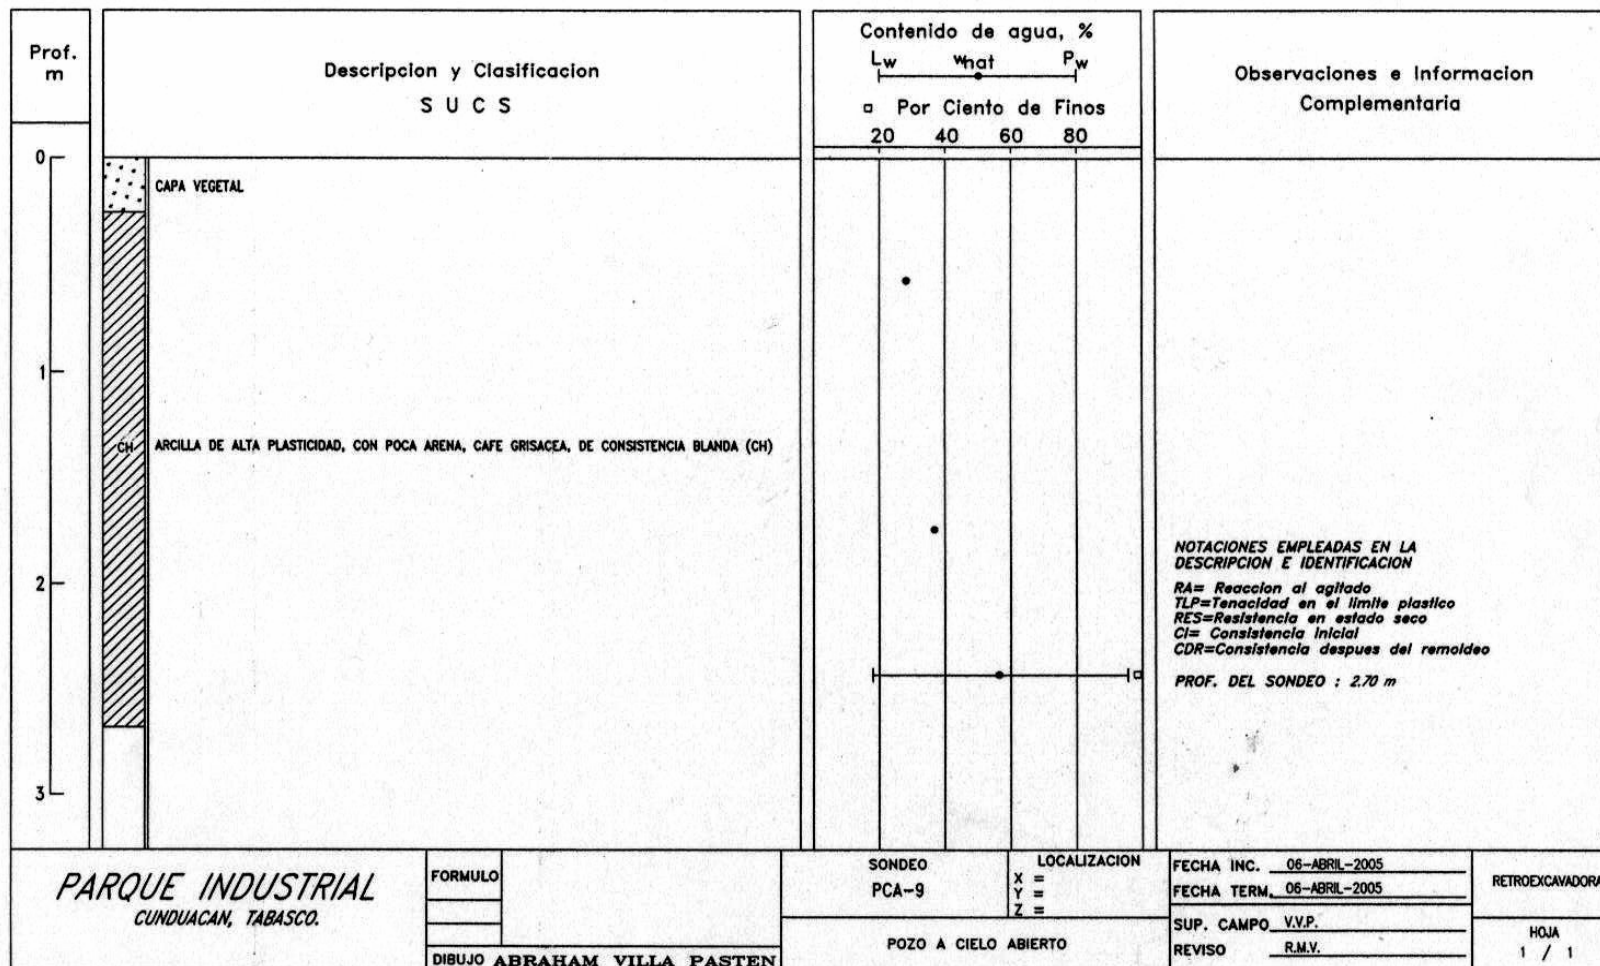 Prof.
m
Descripcion y Clasificacion
S U C S
Contenido de agua, %
Lw What Pw
Por Ciento de Finos
20 40 60 80
Observaciones e Informacion
Complementaria
0
CAPA VEGETAL
1
CH ARCILLA DE ALTA PLASTICIDAD, CON POCA ARENA, CAFE GRISACEA, DE CONSISTENCIA BLANDA (CH)
2
3
NOTACIONES EMPLEADAS EN LA
DESCRIPCION E IDENTIFICACION
RA= Reaccion al agitado
TLP=Tenacidad en el limite plastico
RES=Resistencia en estado seco
CI= Consistencia Inicial
CDR=Consistencia despues del remoldeo
PROF. DEL SONDEO : 2.70 m
PARQUE INDUSTRIAL
CUNDUACAN, TABASCO.
FORMULO
DIBUJO ABRAHAM VILLA PASTEN
SONDEO
PCA-9
LOCALIZACION
X =
Y =
Z =
POZO A CIELO ABIERTO
FECHA INC. 06-ABRIL-2005
FECHA TERM. 06-ABRIL-2005
SUP. CAMPO V.V.P.
REVISO R.M.V.
RETROEXCAVADORA
HOJA
1 / 1